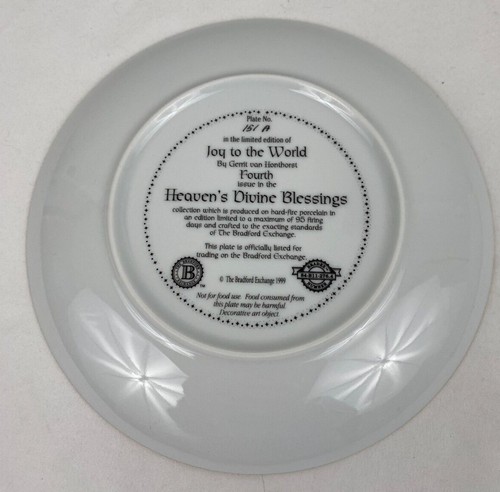 Plate No.
151 A
in the limited edition of
Joy to the World
By Gerrit van Honthorst
Fourth
issue in the
Heaven's Divine Blessings
collection which is produced on hard-fire porcelain in
an edition limited to a maximum of 95 firing
days and crafted to the exacting standards
of The Bradford Exchange.
This plate is officially listed for
trading on the Bradford Exchange.
B
TM
© The Bradford Exchange 1999
Not for food use. Food consumed from
this plate may be harmful.
Decorative art object.